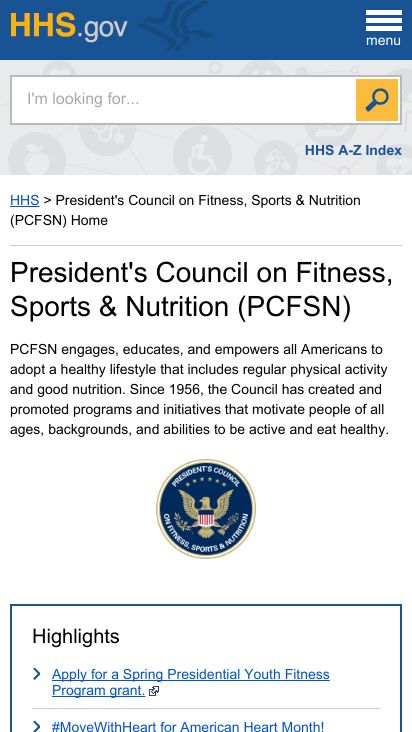 HHS.gov
menu
I'm looking for...
HHS A-Z Index
HHS > President's Council on Fitness, Sports & Nutrition
(PCFSN) Home
President's Council on Fitness,
Sports & Nutrition (PCFSN)
PCFSN engages, educates, and empowers all Americans to
adopt a healthy lifestyle that includes regular physical activity
and good nutrition. Since 1956, the Council has created and
promoted programs and initiatives that motivate people of all
ages, backgrounds, and abilities to be active and eat healthy.
PRESIDENT'S COUNCIL
ON FITNESS, SPORTS & NUTRITION
Highlights
Apply for a Spring Presidential Youth Fitness
Program grant.
#MoveWithHeart for American Heart Month!